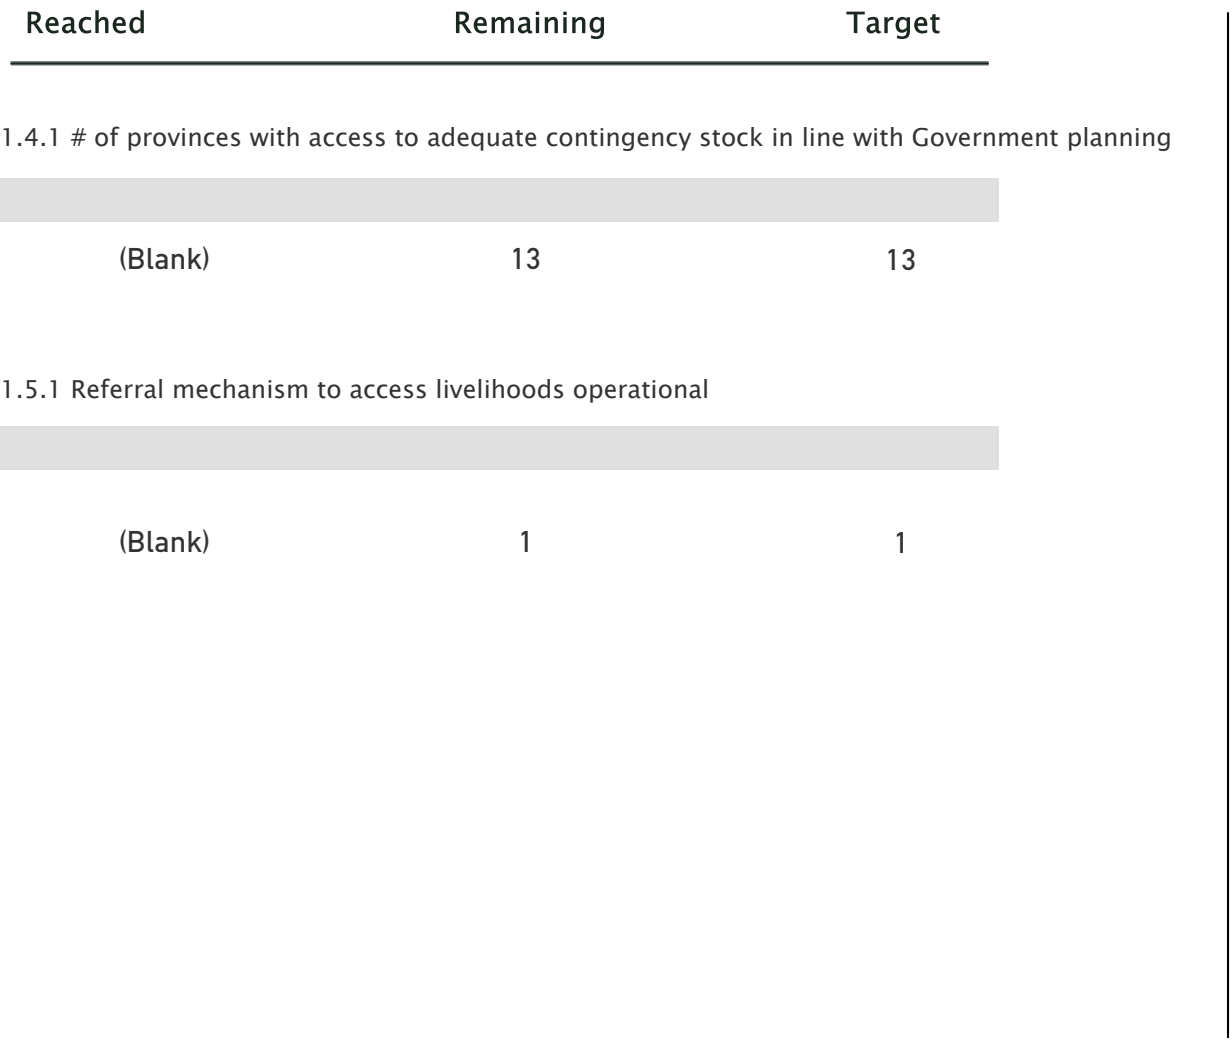 Reached Remaining Target
1.4.1 # of provinces with access to adequate contingency stock in line with Government planning
(Blank) 13 13
1.5.1 Referral mechanism to access livelihoods operational
(Blank) 1 1